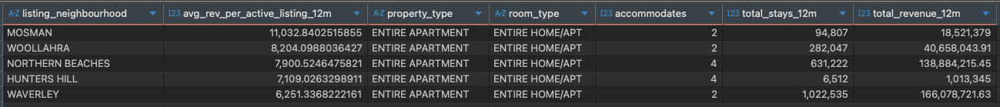 A-Z listing_neighbourhood 123 avg_rev_per_active_listing_12m A-Z property_type A-Z room_type 123 accommodates 123 total_stays_12m 123 total_revenue_12m
MOSMAN 11,032.8402515855 ENTIRE APARTMENT ENTIRE HOME/APT 2 94,807 18,521,379
WOOLLAHRA 8,204.0988036427 ENTIRE APARTMENT ENTIRE HOME/APT 2 282,047 40,658,043.91
NORTHERN BEACHES 7,900.5246475821 ENTIRE APARTMENT ENTIRE HOME/APT 4 631,222 138,884,215.45
HUNTERS HILL 7,109.0263298911 ENTIRE APARTMENT ENTIRE HOME/APT 4 6,512 1,013,345
WAVERLEY 6,251.3368222161 ENTIRE APARTMENT ENTIRE HOME/APT 2 1,022,535 166,078,721.63